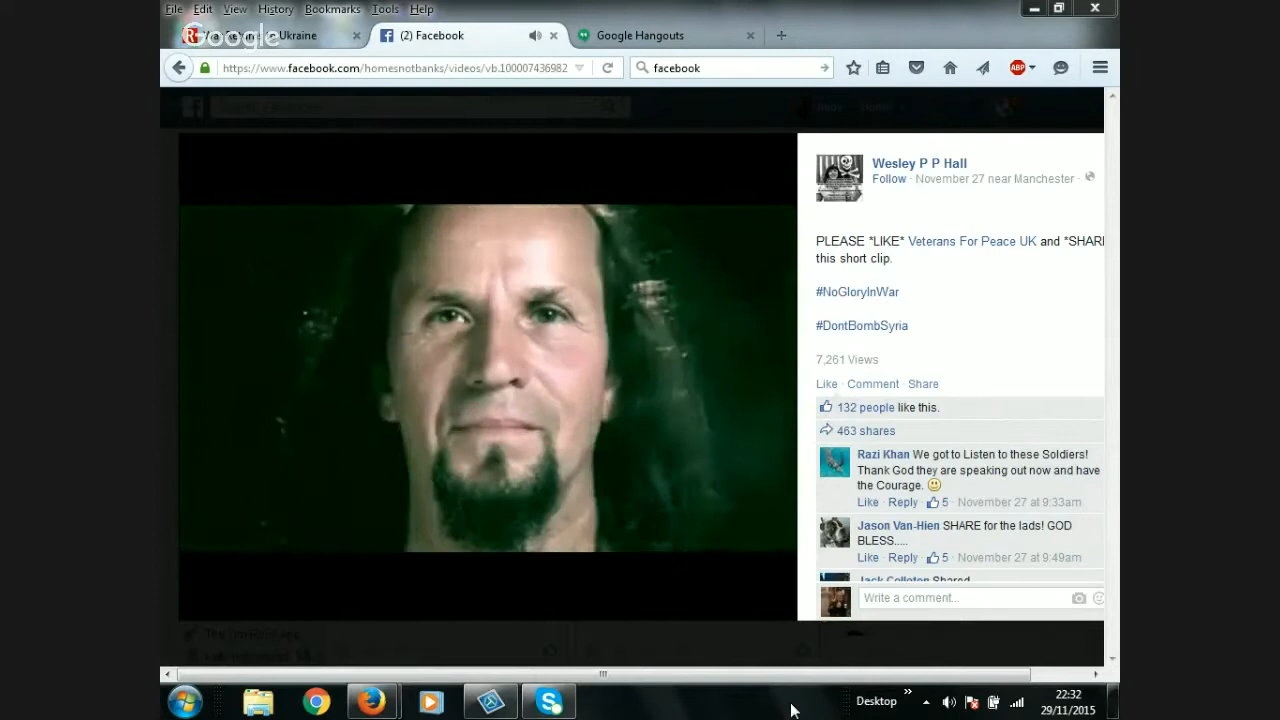 File Edit View History Bookmarks Tools Help
Google
Ukraine
(2) Facebook
Google Hangouts
https://www.facebook.com/homesnotbanks/videos/vb.100007436982
facebook
ABP
Wesley P P Hall
Follow · November 27 near Manchester ·
PLEASE *LIKE* Veterans For Peace UK and *SHAR
this short clip.
#NoGloryInWar
#DontBombSyria
7,261 Views
Like · Comment · Share
132 people like this.
463 shares
Razi Khan We got to Listen to these Soldiers!
Thank God they are speaking out now and have
the Courage.
Like · Reply · 5 · November 27 at 9:33am
Jason Van-Hien SHARE for the lads! GOD
BLESS.....
Like · Reply · 5 · November 27 at 9:49am
Jack Colleton Shared
Write a comment...
Desktop
22:32
29/11/2015